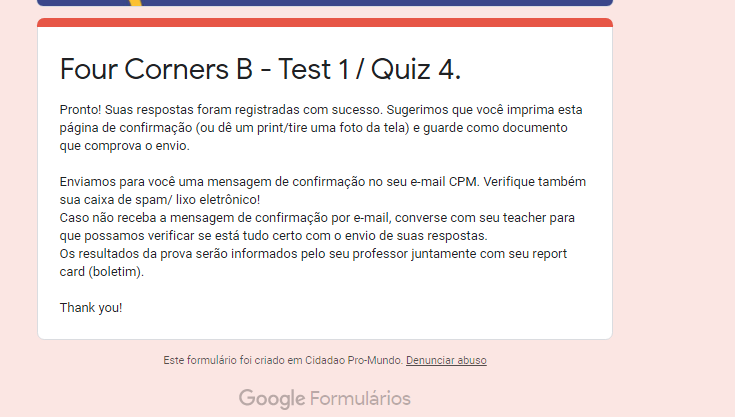 Four Corners B - Test 1 / Quiz 4.
Pronto! Suas respostas foram registradas com sucesso. Sugerimos que você imprima esta
página de confirmação (ou dê um print/tire uma foto da tela) e guarde como documento
que comprova o envio.
Enviamos para você uma mensagem de confirmação no seu e-mail CPM. Verifique também
sua caixa de spam/ lixo eletrônico!
Caso não receba a mensagem de confirmação por e-mail, converse com seu teacher para
que possamos verificar se está tudo certo com o envio de suas respostas.
Os resultados da prova serão informados pelo seu professor juntamente com seu report
card (boletim).
Thank you!
Este formulário foi criado em Cidadao Pro-Mundo. Denunciar abuso
Google Formulários